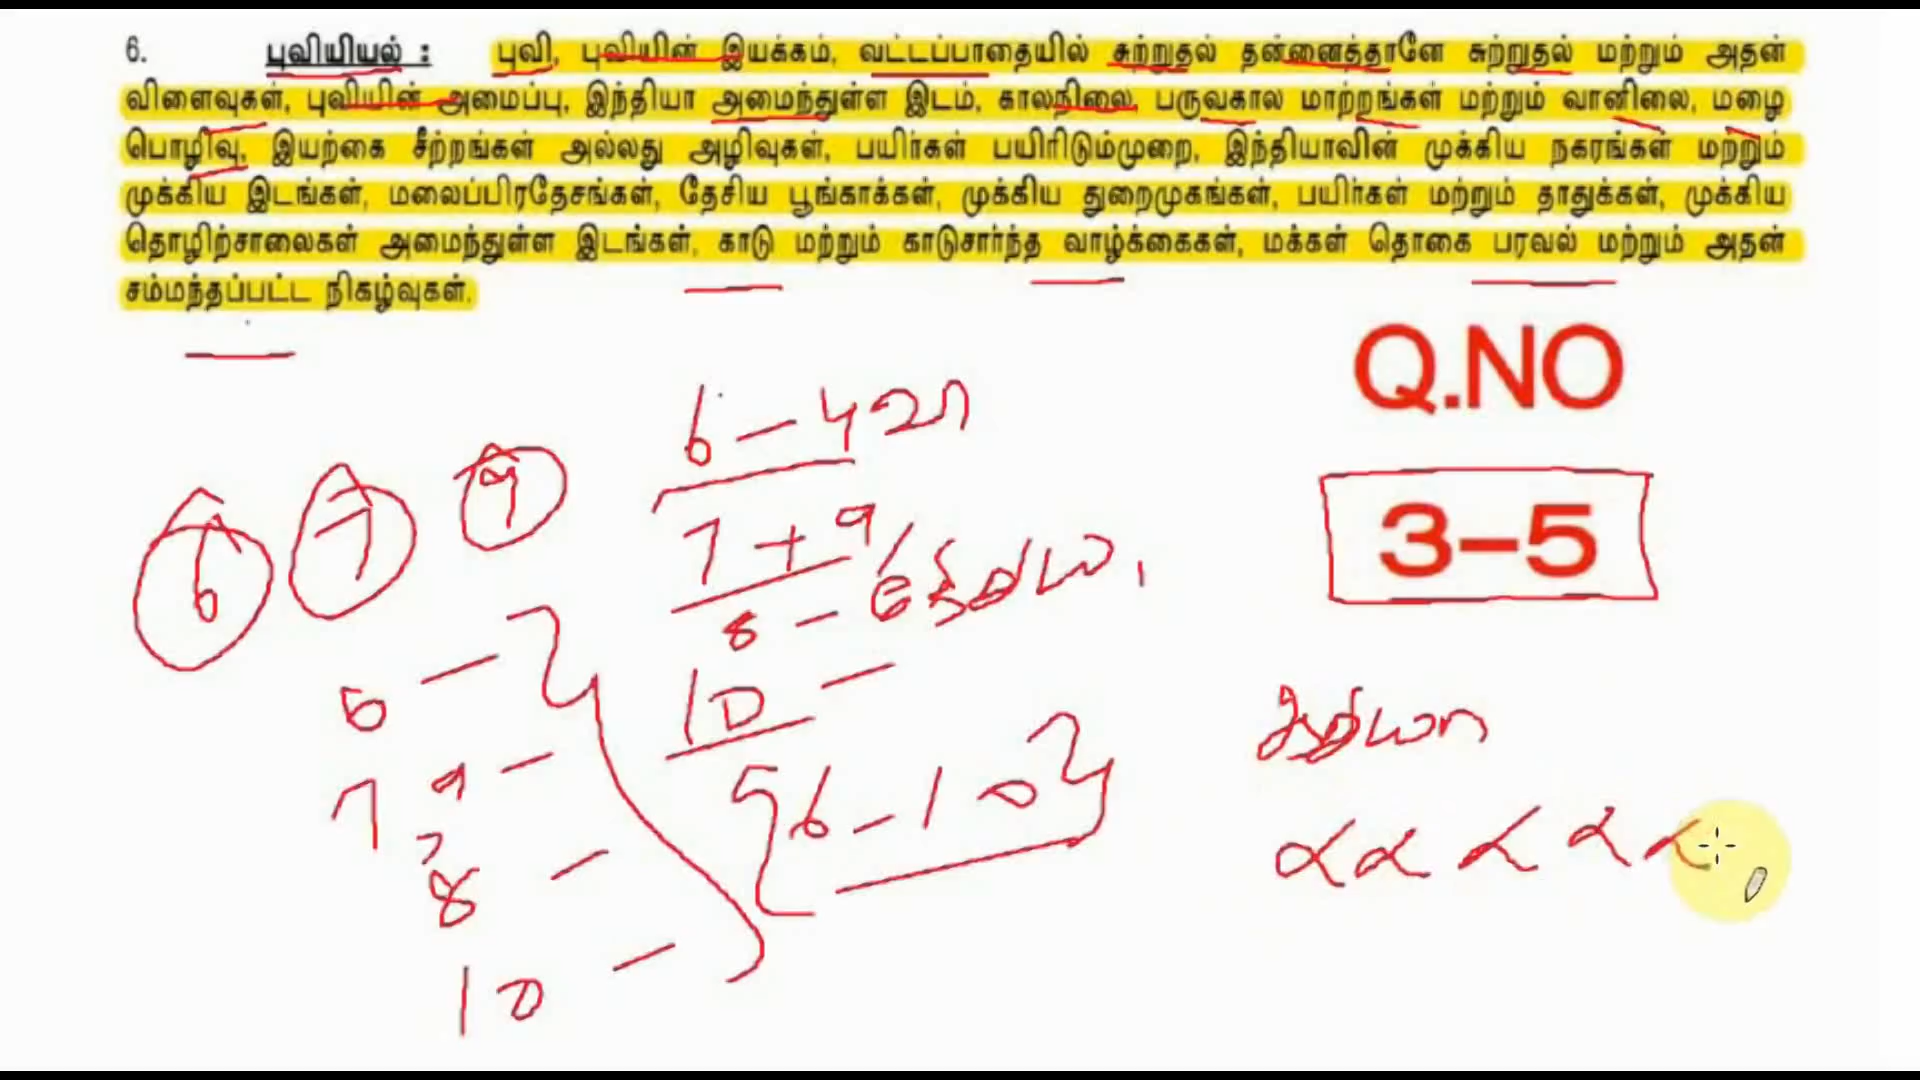 6. புவியியல் : புவி, புவியின் இயக்கம், வட்டப்பாதையில் சுற்றுதல் தன்னைத்தானே சுற்றுதல் மற்றும் அதன்
விளைவுகள், புவியின் அமைப்பு, இந்தியா அமைந்துள்ள இடம், காலநிலை, பருவகால மாற்றங்கள் மற்றும் வானிலை, மழை
பொழிவு, இயற்கை சீற்றங்கள் அல்லது அழிவுகள், பயிர்கள் பயிரிடும்முறை, இந்தியாவின் முக்கிய நகரங்கள் மற்றும்
முக்கிய இடங்கள், மலைப்பிரதேசங்கள், தேசிய பூங்காக்கள், முக்கிய துறைமுகங்கள், பயிர்கள் மற்றும் தாதுக்கள், முக்கிய
தொழிற்சாலைகள் அமைந்துள்ள இடங்கள், காடு மற்றும் காடுசார்ந்த வாழ்க்கைகள், மக்கள் தொகை பரவல் மற்றும் அதன்
சம்மந்தப்பட்ட நிகழ்வுகள்.
Q.NO
3-5
6 7 9
6 -
7 + 9
8 -
10 -
6 - 10
6 -
7, 9 -
8 -
10 -